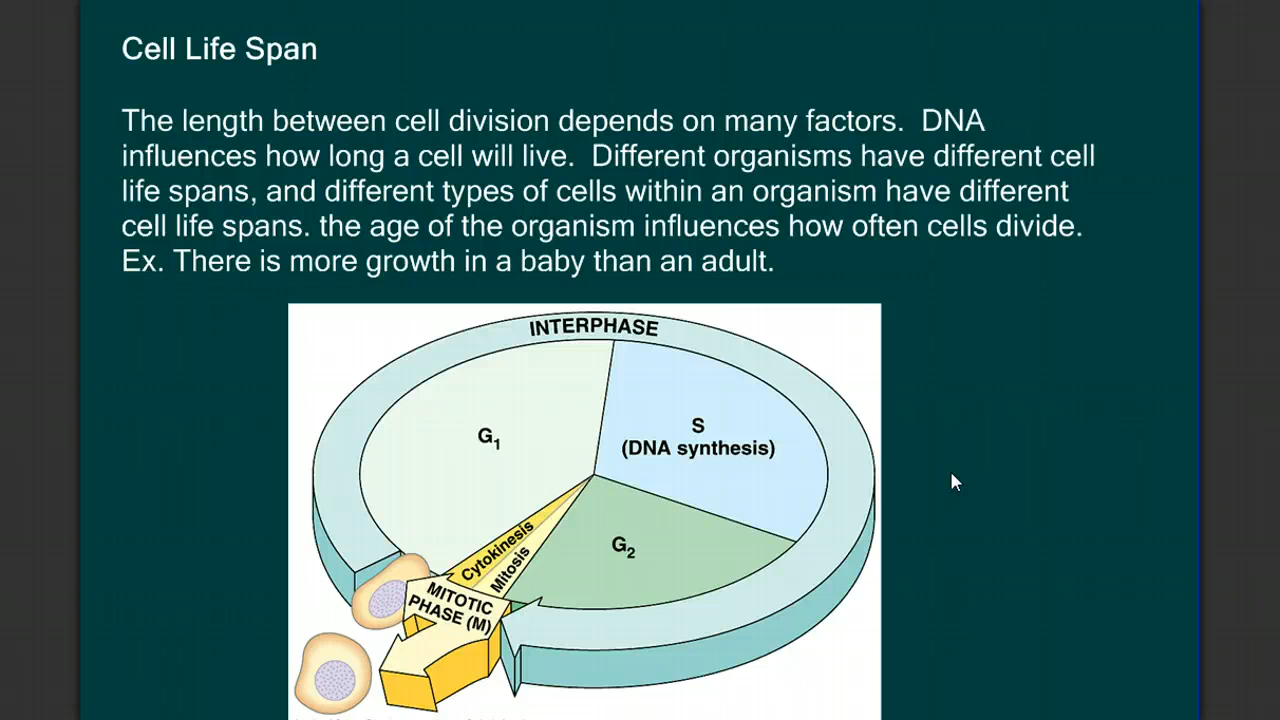 Cell Life Span
The length between cell division depends on many factors.  DNA
influences how long a cell will live.  Different organisms have different cell
life spans, and different types of cells within an organism have different
cell life spans. the age of the organism influences how often cells divide.
Ex. There is more growth in a baby than an adult.
INTERPHASE
G1
S
(DNA synthesis)
G2
Cytokinesis
Mitosis
MITOTIC
PHASE (M)